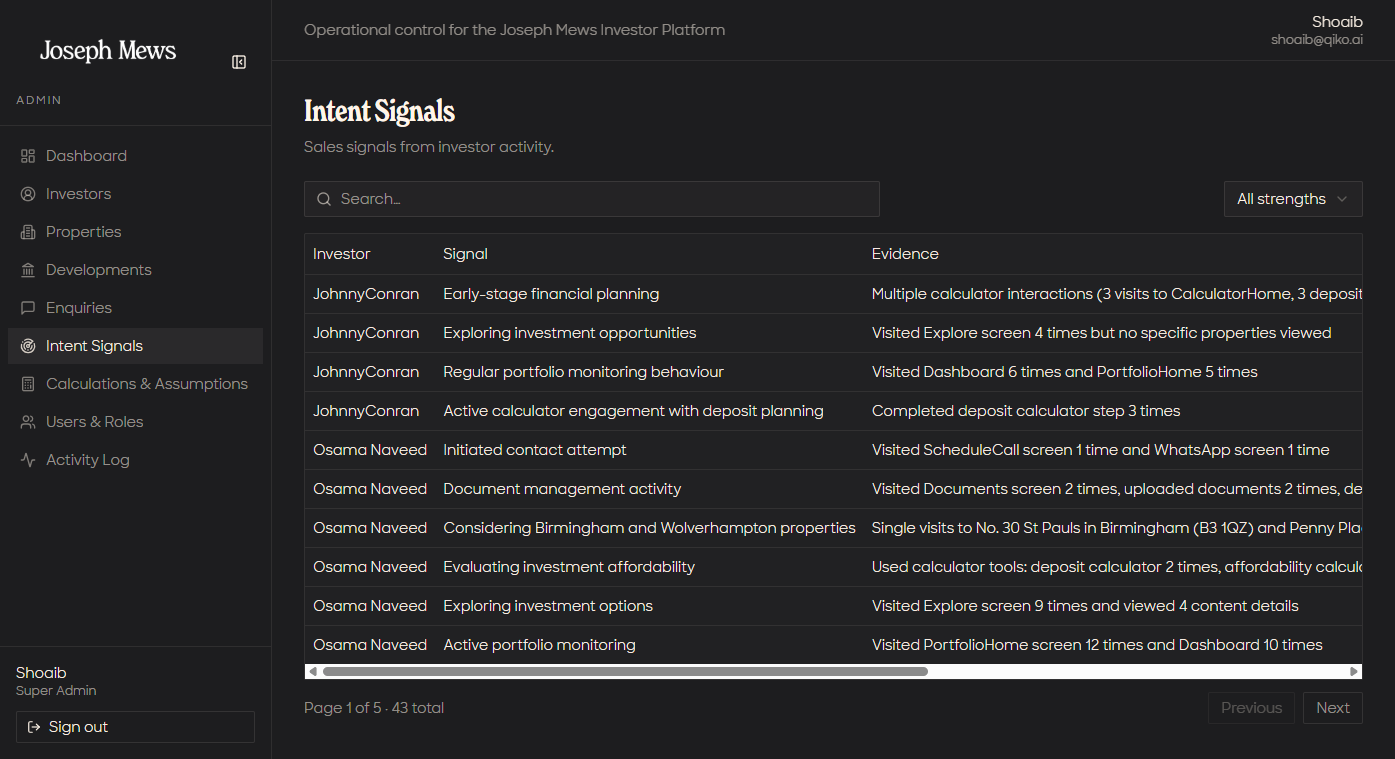 Joseph Mews
ADMIN
Dashboard
Investors
Properties
Developments
Enquiries
Intent Signals
Calculations & Assumptions
Users & Roles
Activity Log
Shoaib
Super Admin
Sign out
Operational control for the Joseph Mews Investor Platform
Shoaib
shoaib@qiko.ai
Intent Signals
Sales signals from investor activity.
Search...
All strengths
Investor Signal Evidence
JohnnyConran Early-stage financial planning Multiple calculator interactions (3 visits to CalculatorHome, 3 deposit
JohnnyConran Exploring investment opportunities Visited Explore screen 4 times but no specific properties viewed
JohnnyConran Regular portfolio monitoring behaviour Visited Dashboard 6 times and PortfolioHome 5 times
JohnnyConran Active calculator engagement with deposit planning Completed deposit calculator step 3 times
Osama Naveed Initiated contact attempt Visited ScheduleCall screen 1 time and WhatsApp screen 1 time
Osama Naveed Document management activity Visited Documents screen 2 times, uploaded documents 2 times, de
Osama Naveed Considering Birmingham and Wolverhampton properties Single visits to No. 30 St Pauls in Birmingham (B3 1QZ) and Penny Pla
Osama Naveed Evaluating investment affordability Used calculator tools: deposit calculator 2 times, affordability calcul
Osama Naveed Exploring investment options Visited Explore screen 9 times and viewed 4 content details
Osama Naveed Active portfolio monitoring Visited PortfolioHome screen 12 times and Dashboard 10 times
Page 1 of 5 · 43 total
Previous
Next